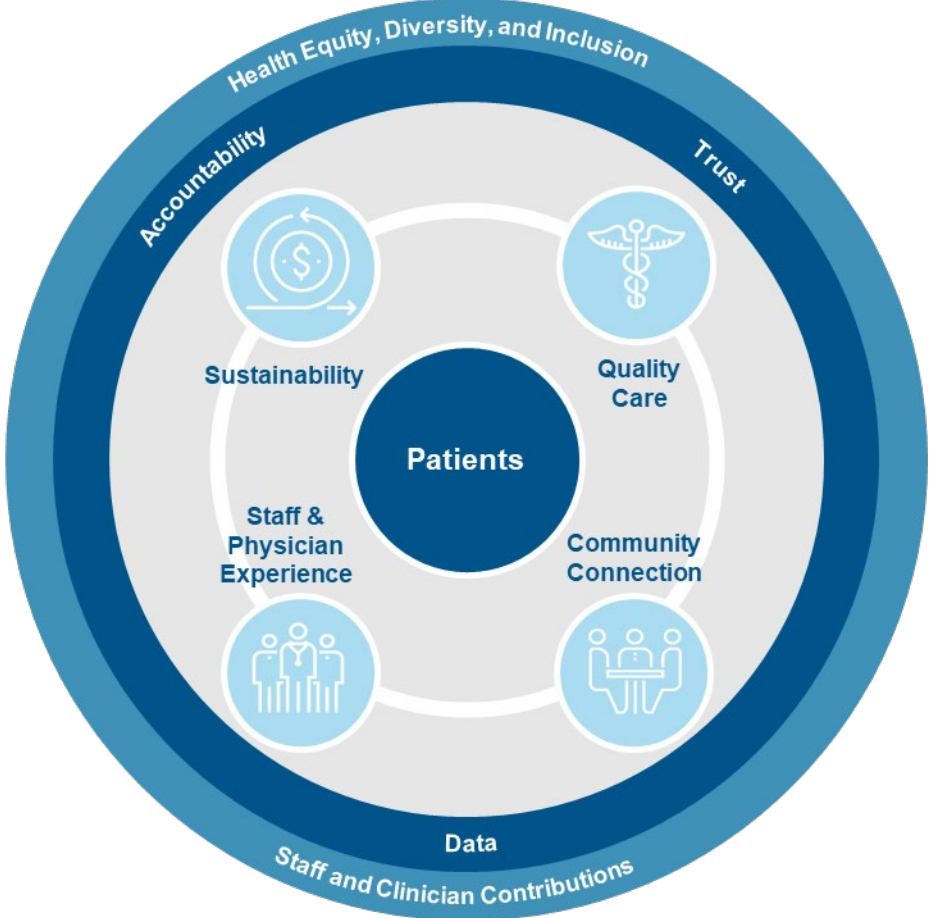 Health Equity, Diversity, and Inclusion
Accountability
Trust
$
Sustainability
Quality
Care
Patients
Staff &
Physician
Experience
Community
Connection
Data
Staff and Clinician Contributions